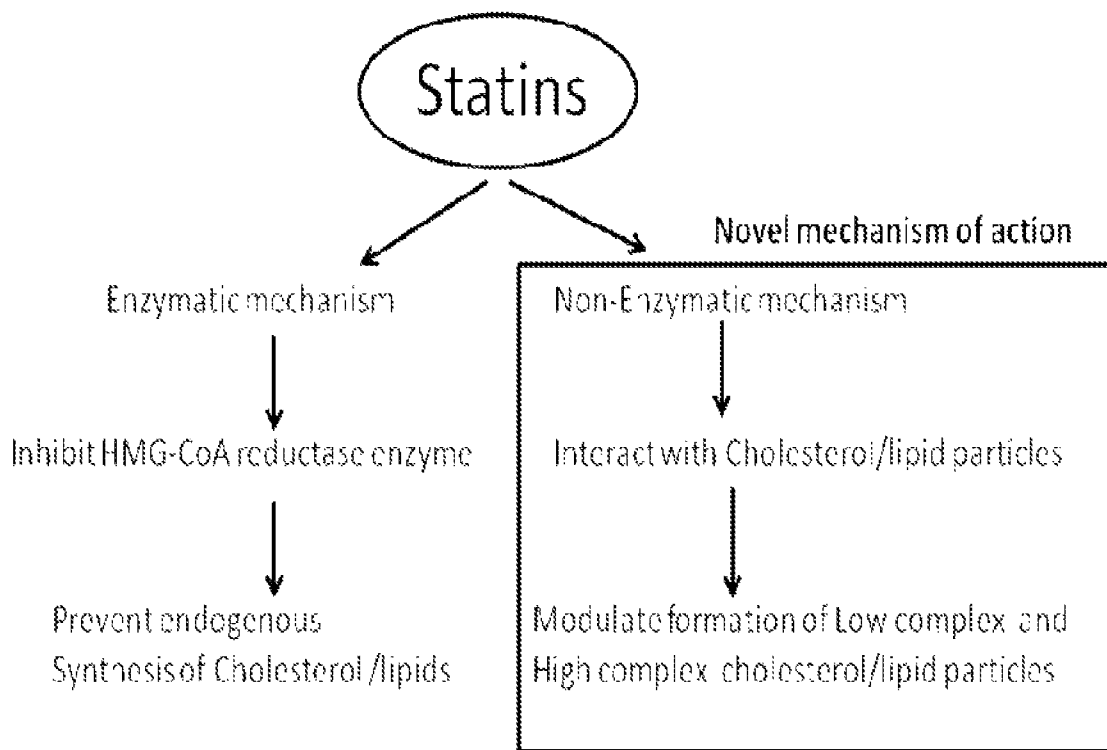 Statins
Novel mechanism of action
Enzymatic mechanism
Non-Enzymatic mechanism
Inhibit HMG-CoA reductase enzyme
Interact with Cholesterol/lipid particles
Prevent endogenous
Synthesis of Cholesterol /lipids
Modulate formation of Low complex and
High complex cholesterol/lipid particles